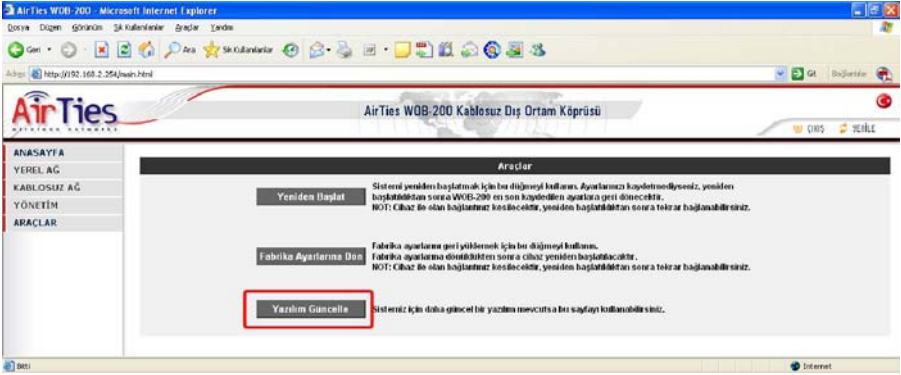 AirTies WOB-200 - Microsoft Internet Explorer
Dosya Düzen Görünüm Sık Kullanılanlar Araçlar Yardım
Geri Ara Sık Kullanılanlar
Adres http://192.168.2.254/main.html Git Bağlantılar
AirTies
wireless networks
AirTies WOB-200 Kablosuz Dış Ortam Köprüsü
ÇIKIŞ YENİLE
ANASAYFA
YEREL AĞ
KABLOSUZ AĞ
YÖNETİM
ARAÇLAR
Araçlar
Yeniden Başlat
Sistemi yeniden başlatmak için bu düğmeyi kullanın. Ayarlarınızı kaydetmediyseniz, yeniden
başlatıldıktan sonra WOB-200 en son kaydedilen ayarlara geri dönecektir.
NOT: Cihaz ile olan bağlantınız kesilecektir, yeniden başlatıldıktan sonra tekrar bağlanabilirsiniz.
Fabrika Ayarlarına Dön
Fabrika ayarlarını geri yüklemek için bu düğmeyi kullanın.
Fabrika ayarlarına dönüldükten sonra cihaz yeniden başlatılacaktır.
NOT: Cihaz ile olan bağlantınız kesilecektir, yeniden başlatıldıktan sonra tekrar bağlanabilirsiniz.
Yazılım Güncelle
Sisteminiz için daha güncel bir yazılım mevcutsa bu sayfayı kullanabilirsiniz.
Bitti Internet